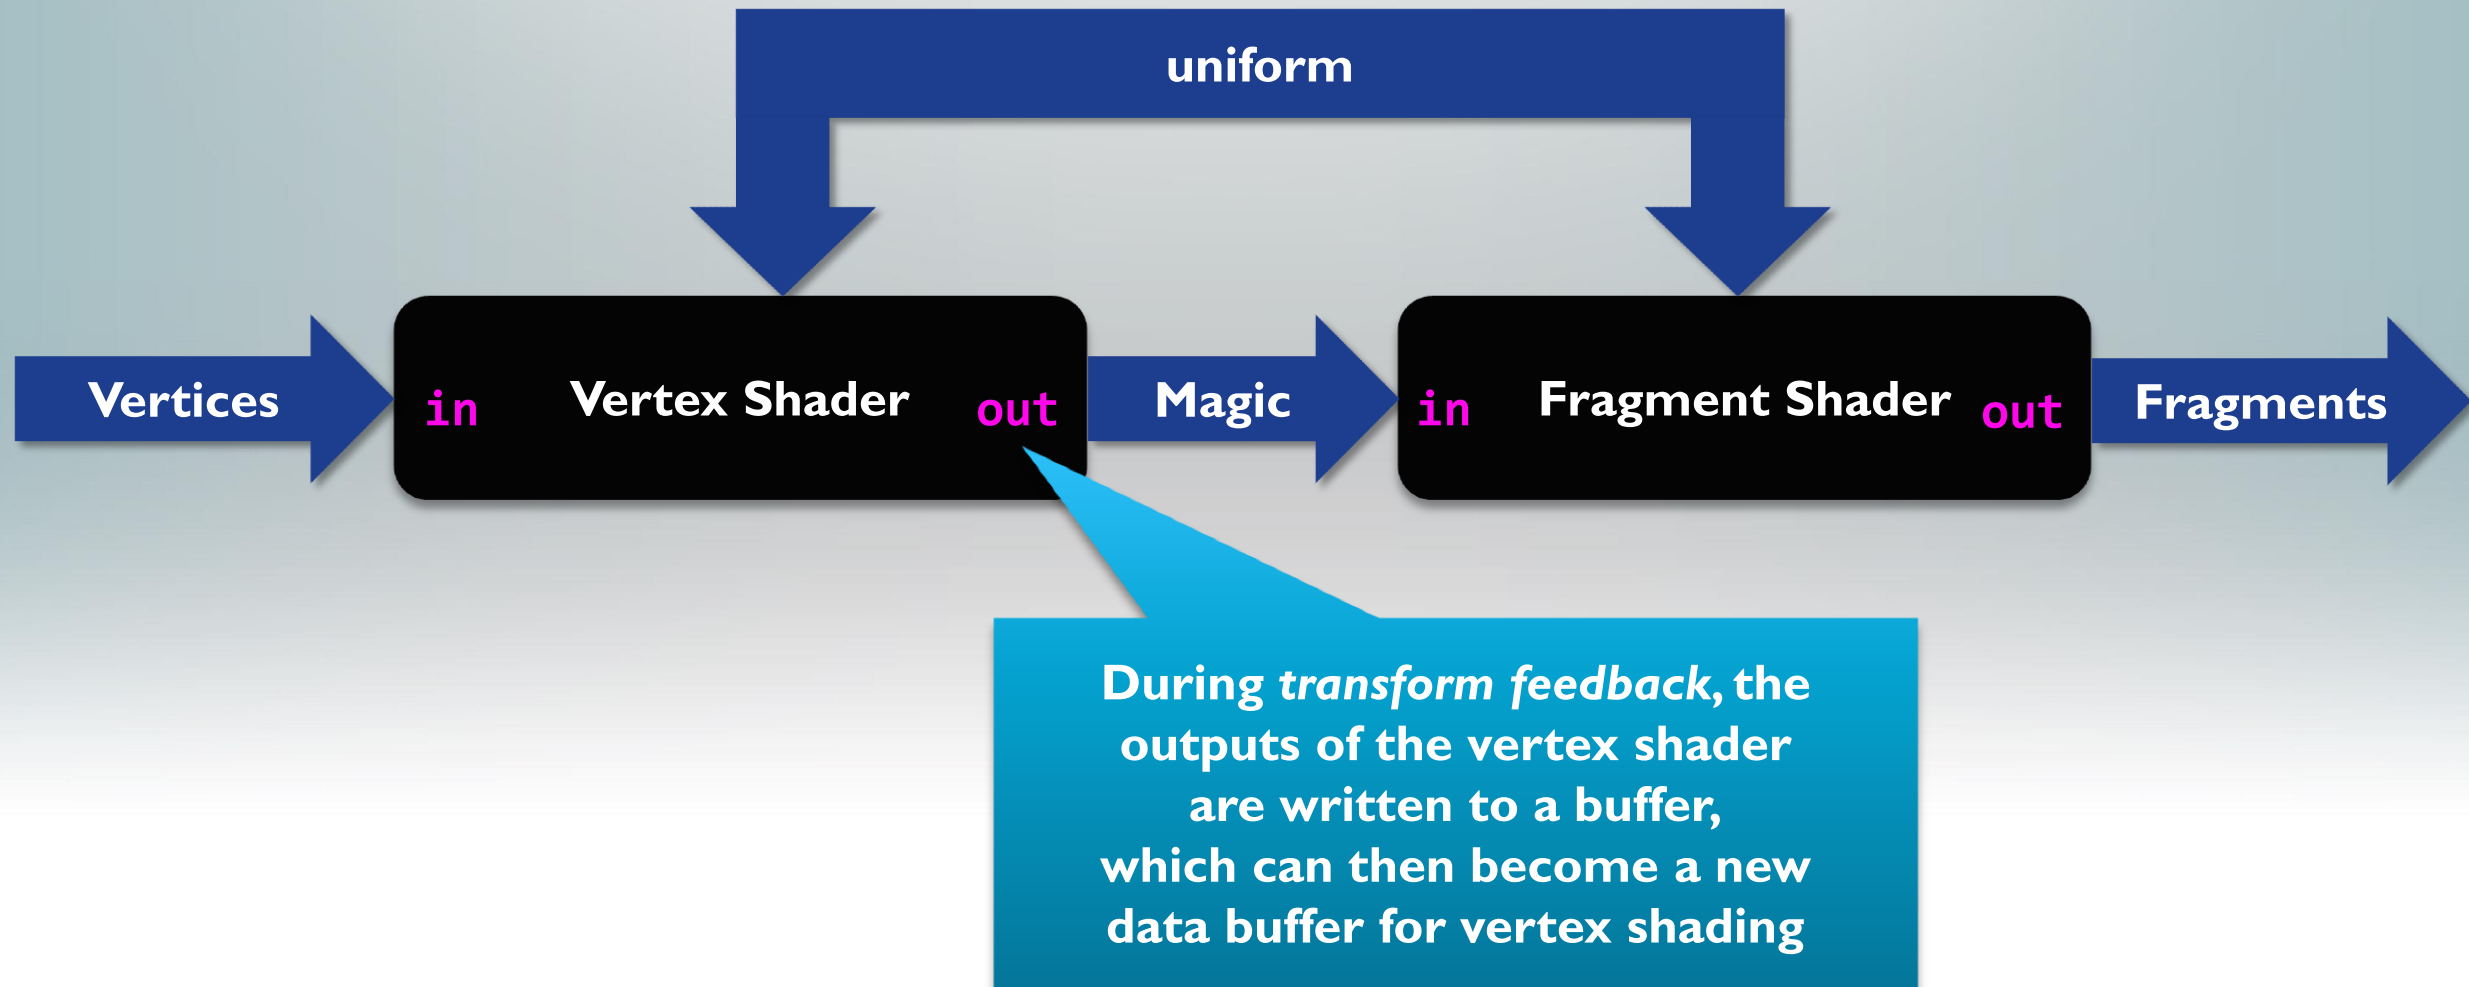 uniform
Vertices
in
Vertex Shader
out
Magic
in
Fragment Shader
out
Fragments
During transform feedback, the
outputs of the vertex shader
are written to a buffer,
which can then become a new
data buffer for vertex shading